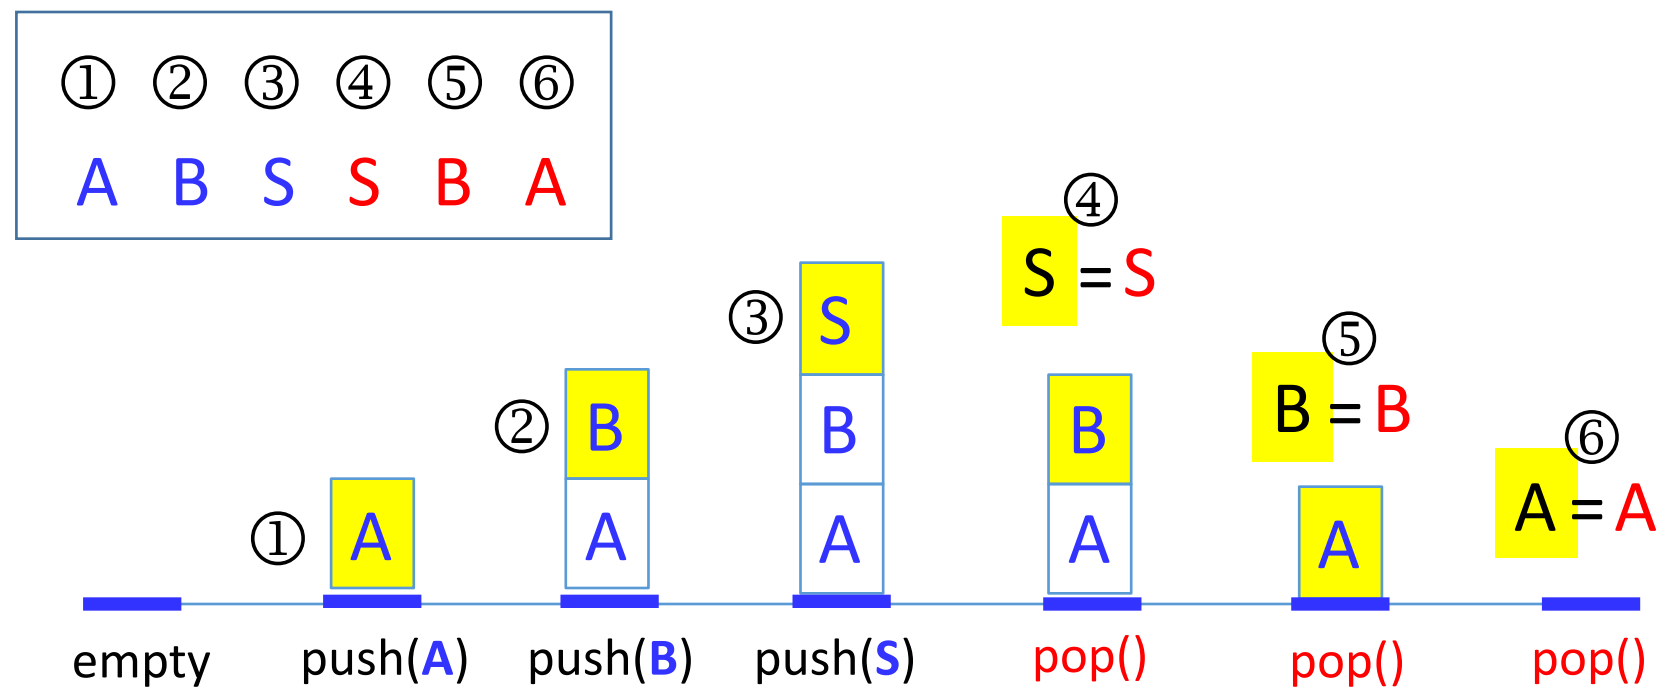 ① ② ③ ④ ⑤ ⑥
A B S S B A
① A
② B
A
③ S
B
A
④
S = S
B
A
⑤
B = B
A
⑥
A = A
empty push(A) push(B) push(S) pop() pop() pop()